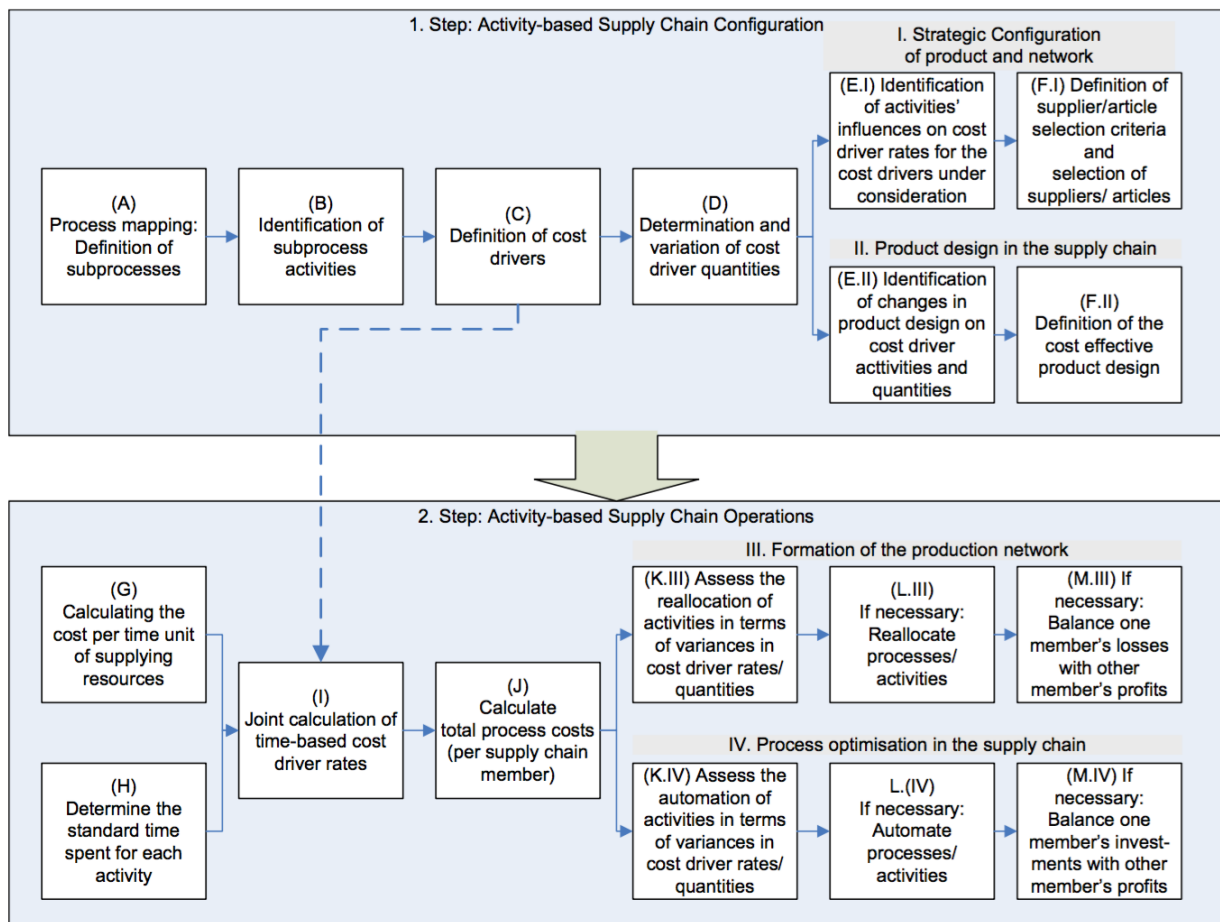 1. Step: Activity-based Supply Chain Configuration
I. Strategic Configuration
of product and network
(A)
Process mapping:
Definition of
subprocesses
(B)
Identification of
subprocess
activities
(C)
Definition of cost
drivers
(D)
Determination and
variation of cost
driver quantities
(E.I) Identification
of activities'
influences on cost
driver rates for the
cost drivers under
consideration
(F.I) Definition of
supplier/article
selection criteria
and
selection of
suppliers/ articles
II. Product design in the supply chain
(E.II) Identification
of changes in
product design on
cost driver
acttivities and
quantities
(F.II)
Definition of the
cost effective
product design
2. Step: Activity-based Supply Chain Operations
(G)
Calculating the
cost per time unit
of supplying
resources
(H)
Determine the
standard time
spent for each
activity
(I)
Joint calculation of
time-based cost
driver rates
(J)
Calculate
total process costs
(per supply chain
member)
III. Formation of the production network
(K.III) Assess the
reallocation of
activities in terms
of variances in
cost driver rates/
quantities
(L.III)
If necessary:
Reallocate
processes/
activities
(M.III) If
necessary:
Balance one
member's losses
with other
member's profits
IV. Process optimisation in the supply chain
(K.IV) Assess the
automation of
activities in terms
of variances in
cost driver rates/
quantities
L.(IV)
If necessary:
Automate
processes/
activities
(M.IV) If
necessary:
Balance one
member's invest-
ments with other
member's profits